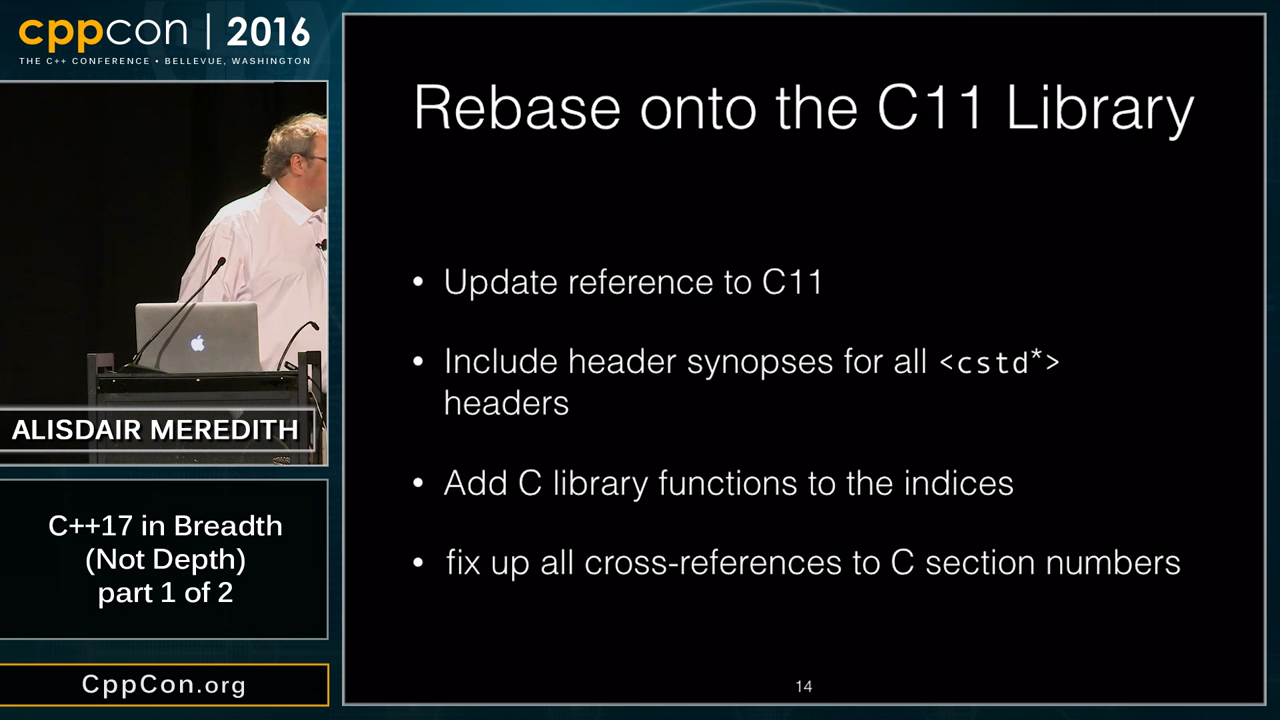 cppcon | 2016
THE C++ CONFERENCE • BELLEVUE, WASHINGTON
ALISDAIR MEREDITH
C++17 in Breadth
(Not Depth)
part 1 of 2
CppCon.org
Rebase onto the C11 Library
• Update reference to C11
• Include header synopses for all <cstd*>
headers
• Add C library functions to the indices
• fix up all cross-references to C section numbers
14